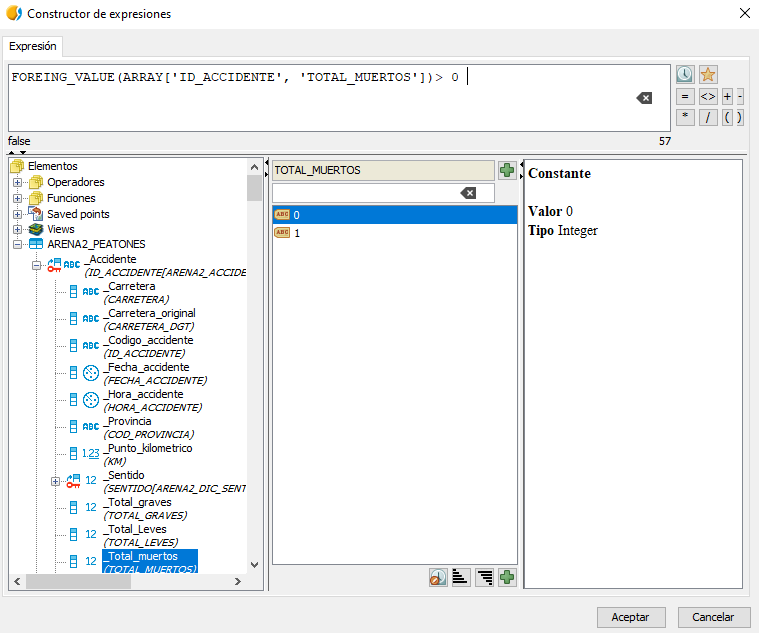 Constructor de expresiones
Expresión
FOREING_VALUE(ARRAY['ID_ACCIDENTE', 'TOTAL_MUERTOS'])> 0
= <> + -
* / ( )
false
57
Elementos
Operadores
Funciones
Saved points
Views
ARENA2_PEATONES
ABC _Accidente
(ID_ACCIDENTE[ARENA2_ACCIDE
ABC _Carretera
(CARRETERA)
ABC _Carretera_original
(CARRETERA_DGT)
ABC _Codigo_accidente
(ID_ACCIDENTE)
_Fecha_accidente
(FECHA_ACCIDENTE)
_Hora_accidente
(HORA_ACCIDENTE)
ABC _Provincia
(COD_PROVINCIA)
1.23 _Punto_kilometrico
(KM)
12 _Sentido
(SENTIDO[ARENA2_DIC_SENT
12 _Total_graves
(TOTAL_GRAVES)
12 _Total_Leves
(TOTAL_LEVES)
12 _Total_muertos
(TOTAL_MUERTOS)
TOTAL_MUERTOS
ABC 0
ABC 1
Constante
Valor 0
Tipo Integer
Aceptar
Cancelar